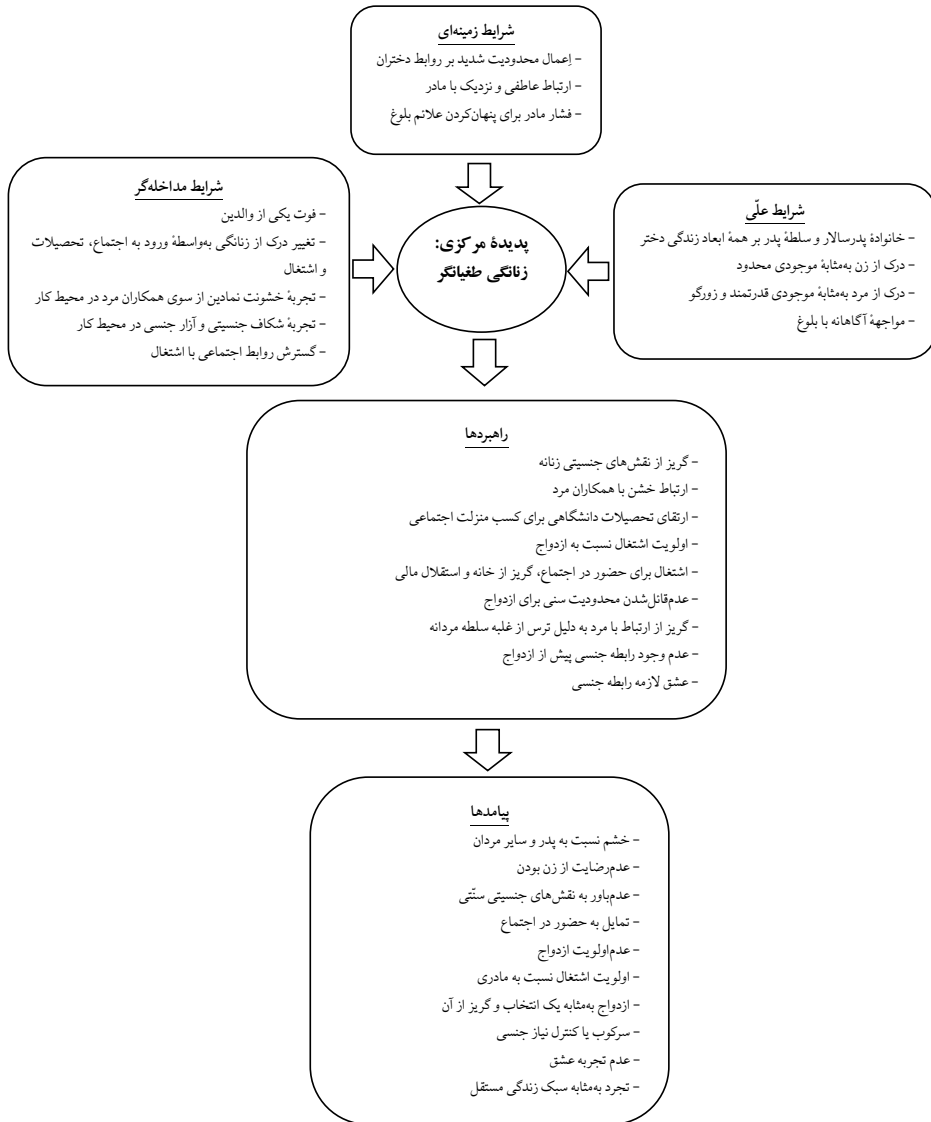 شرایط زمینه‌ای
- اِعمال محدودیت شدید بر روابط دختران
- ارتباط عاطفی و نزدیک با مادر
- فشار مادر برای پنهان‌کردن علائم بلوغ
شرایط علّی
- خانوادهٔ پدرسالار و سلطهٔ پدر بر همهٔ ابعاد زندگی دختر
- درک از زن به‌مثابهٔ موجودی محدود
- درک از مرد به‌مثابهٔ موجودی قدرتمند و زورگو
- مواجههٔ آگاهانه با بلوغ
پدیدهٔ مرکزی:
زنانگی طغیانگر
شرایط مداخله‌گر
- فوت یکی از والدین
- تغییر درک از زنانگی به‌واسطهٔ ورود به اجتماع، تحصیلات
و اشتغال
- تجربهٔ خشونت نمادین از سوی همکاران مرد در محیط کار
- تجربهٔ شکاف جنسیتی و آزار جنسی در محیط کار
- گسترش روابط اجتماعی با اشتغال
راهبردها
- گریز از نقش‌های جنسیتی زنانه
- ارتباط خشن با همکاران مرد
- ارتقای تحصیلات دانشگاهی برای کسب منزلت اجتماعی
- اولویت اشتغال نسبت به ازدواج
- اشتغال برای حضور در اجتماع، گریز از خانه و استقلال مالی
- عدم‌قائل‌شدن محدودیت سنی برای ازدواج
- گریز از ارتباط با مرد به دلیل ترس از غلبه سلطه مردانه
- عدم وجود رابطه جنسی پیش از ازدواج
- عشق لازمه رابطه جنسی
پیامدها
- خشم نسبت به پدر و سایر مردان
- عدم‌رضایت از زن بودن
- عدم‌باور به نقش‌های جنسیتی سنّتی
- تمایل به حضور در اجتماع
- عدم‌اولویت ازدواج
- اولویت اشتغال نسبت به مادری
- ازدواج به‌مثابه یک انتخاب و گریز از آن
- سرکوب یا کنترل نیاز جنسی
- عدم تجربه عشق
- تجرد به‌مثابه سبک زندگی مستقل